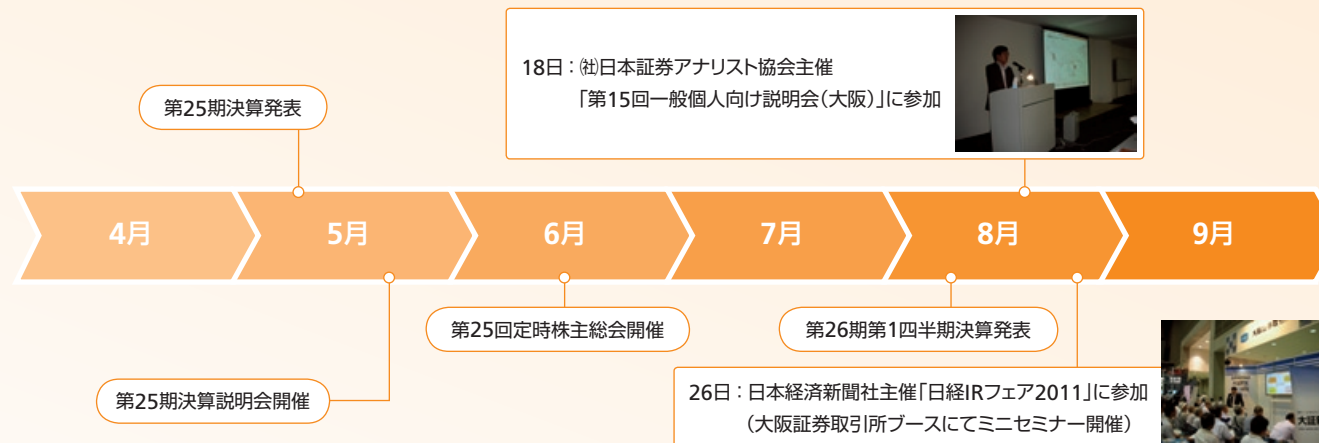 18日：㈳日本証券アナリスト協会主催
「第15回一般個人向け説明会（大阪）」に参加
第25期決算発表
4月
5月
6月
7月
8月
9月
第25回定時株主総会開催
第26期第1四半期決算発表
第25期決算説明会開催
26日：日本経済新聞社主催「日経IRフェア2011」に参加
（大阪証券取引所ブースにてミニセミナー開催）